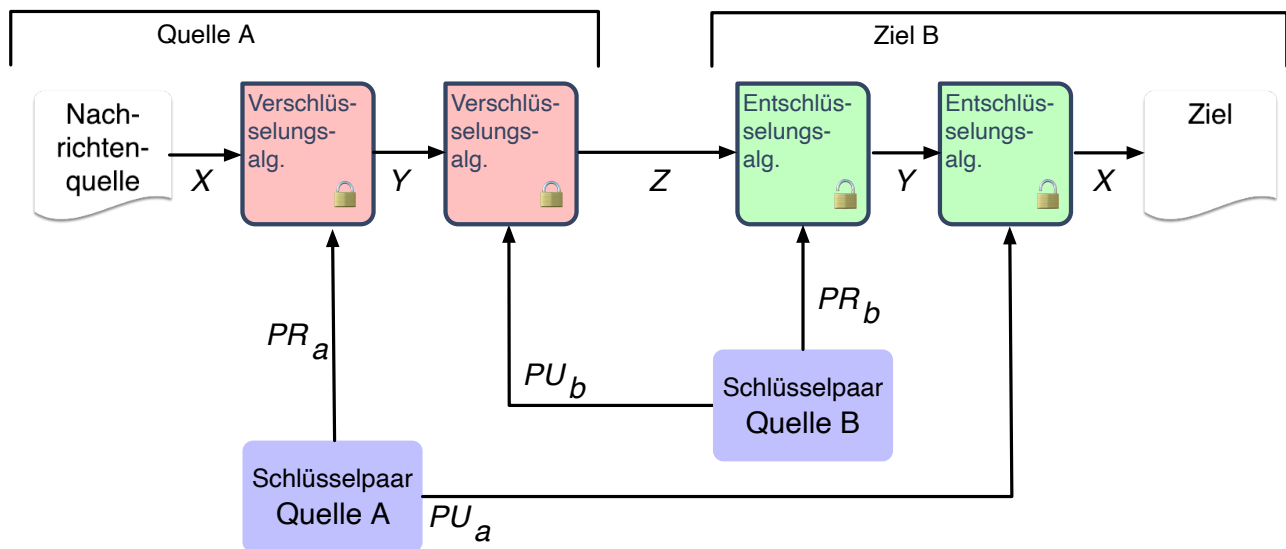 Quelle A
Ziel B
Nach-
richten-
quelle
X
Verschlüs-
selungs-
alg.
Y
Verschlüs-
selungs-
alg.
Z
Entschlüs-
selungs-
alg.
Y
Entschlüs-
selungs-
alg.
X
Ziel
PR a
PU b
PR b
Schlüsselpaar
Quelle B
Schlüsselpaar
Quelle A
PU a